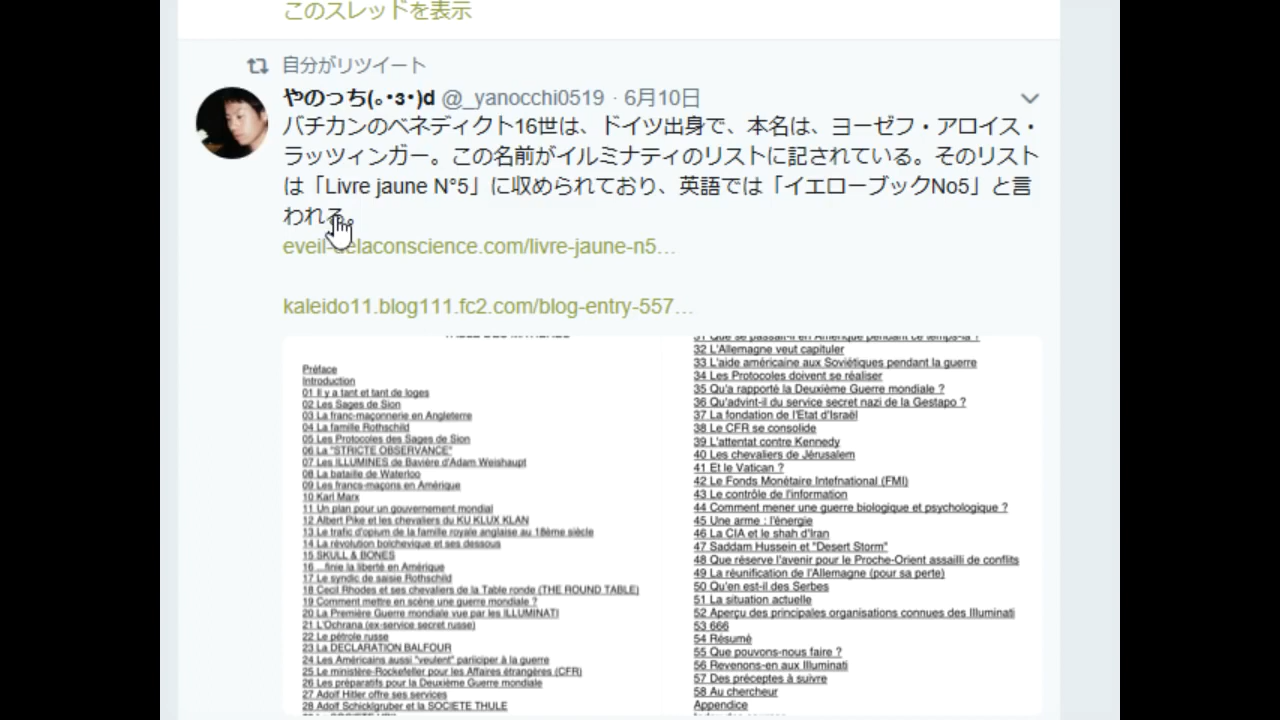 このスレッドを表示
自分がリツイート
やのっち(｡･з･)d @_yanocchi0519 · 6月10日
バチカンのベネディクト16世は、ドイツ出身で、本名は、ヨーゼフ・アロイス・
ラッツィンガー。この名前がイルミナティのリストに記されている。そのリスト
は「Livre jaune N°5」に収められており、英語では「イエローブックNo5」と言
われる。
eveil-delaconscience.com/livre-jaune-n5…
kaleido11.blog111.fc2.com/blog-entry-557…
Préface
Introduction
01 Il y a tant et tant de loges
02 Les Sages de Sion
03 La franc-maçonnerie en Angleterre
04 La famille Rothschild
05 Les Protocoles des Sages de Sion
06 La "STRICTE OBSERVANCE"
07 Les ILLUMINES de Bavière d'Adam Weishaupt
08 La bataille de Waterloo
09 Les francs-maçons en Amérique
10 Karl Marx
11 Un plan pour un gouvernement mondial
12 Albert Pike et les chevaliers du KU KLUX KLAN
13 Le trafic d'opium de la famille royale anglaise au 18ème siècle
14 La révolution bolchevique et ses dessous
15 SKULL & BONES
16 ...finie la liberté en Amérique
17 Le syndic de saisie Rothschild
18 Cecil Rhodes et ses chevaliers de la Table ronde (THE ROUND TABLE)
19 Comment mettre en scène une guerre mondiale ?
20 La Première Guerre mondiale vue par les ILLUMINATI
21 L'Ochrana (ex-service secret russe)
22 Le pétrole russe
23 La DECLARATION BALFOUR
24 Les Américains aussi "veulent" participer à la guerre
25 Le ministère-Rockefeller pour les Affaires étrangères (CFR)
26 Les préparatifs pour la Deuxième Guerre mondiale
27 Adolf Hitler offre ses services
28 Adolf Schicklgruber et la SOCIETE THULE
31 Que se passait-il en Amérique pendant ce temps-là ?
32 L'Allemagne veut capituler
33 L'aide américaine aux Soviétiques pendant la guerre
34 Les Protocoles doivent se réaliser
35 Qu'a rapporté la Deuxième Guerre mondiale ?
36 Qu'advint-il du service secret nazi de la Gestapo ?
37 La fondation de l'Etat d'Israël
38 Le CFR se consolide
39 L'attentat contre Kennedy
40 Les chevaliers de Jérusalem
41 Et le Vatican ?
42 Le Fonds Monétaire Intefnational (FMI)
43 Le contrôle de l'information
44 Comment mener une guerre biologique et psychologique ?
45 Une arme : l'énergie
46 La CIA et le shah d'Iran
47 Saddam Hussein et "Desert Storm"
48 Que réserve l'avenir pour le Proche-Orient assailli de conflits
49 La réunification de l'Allemagne (pour sa perte)
50 Qu'en est-il des Serbes
51 La situation actuelle
52 Aperçu des principales organisations connues des Illuminati
53 666
54 Résumé
55 Que pouvons-nous faire ?
56 Revenons-en aux Illuminati
57 Des préceptes à suivre
58 Au chercheur
Appendice